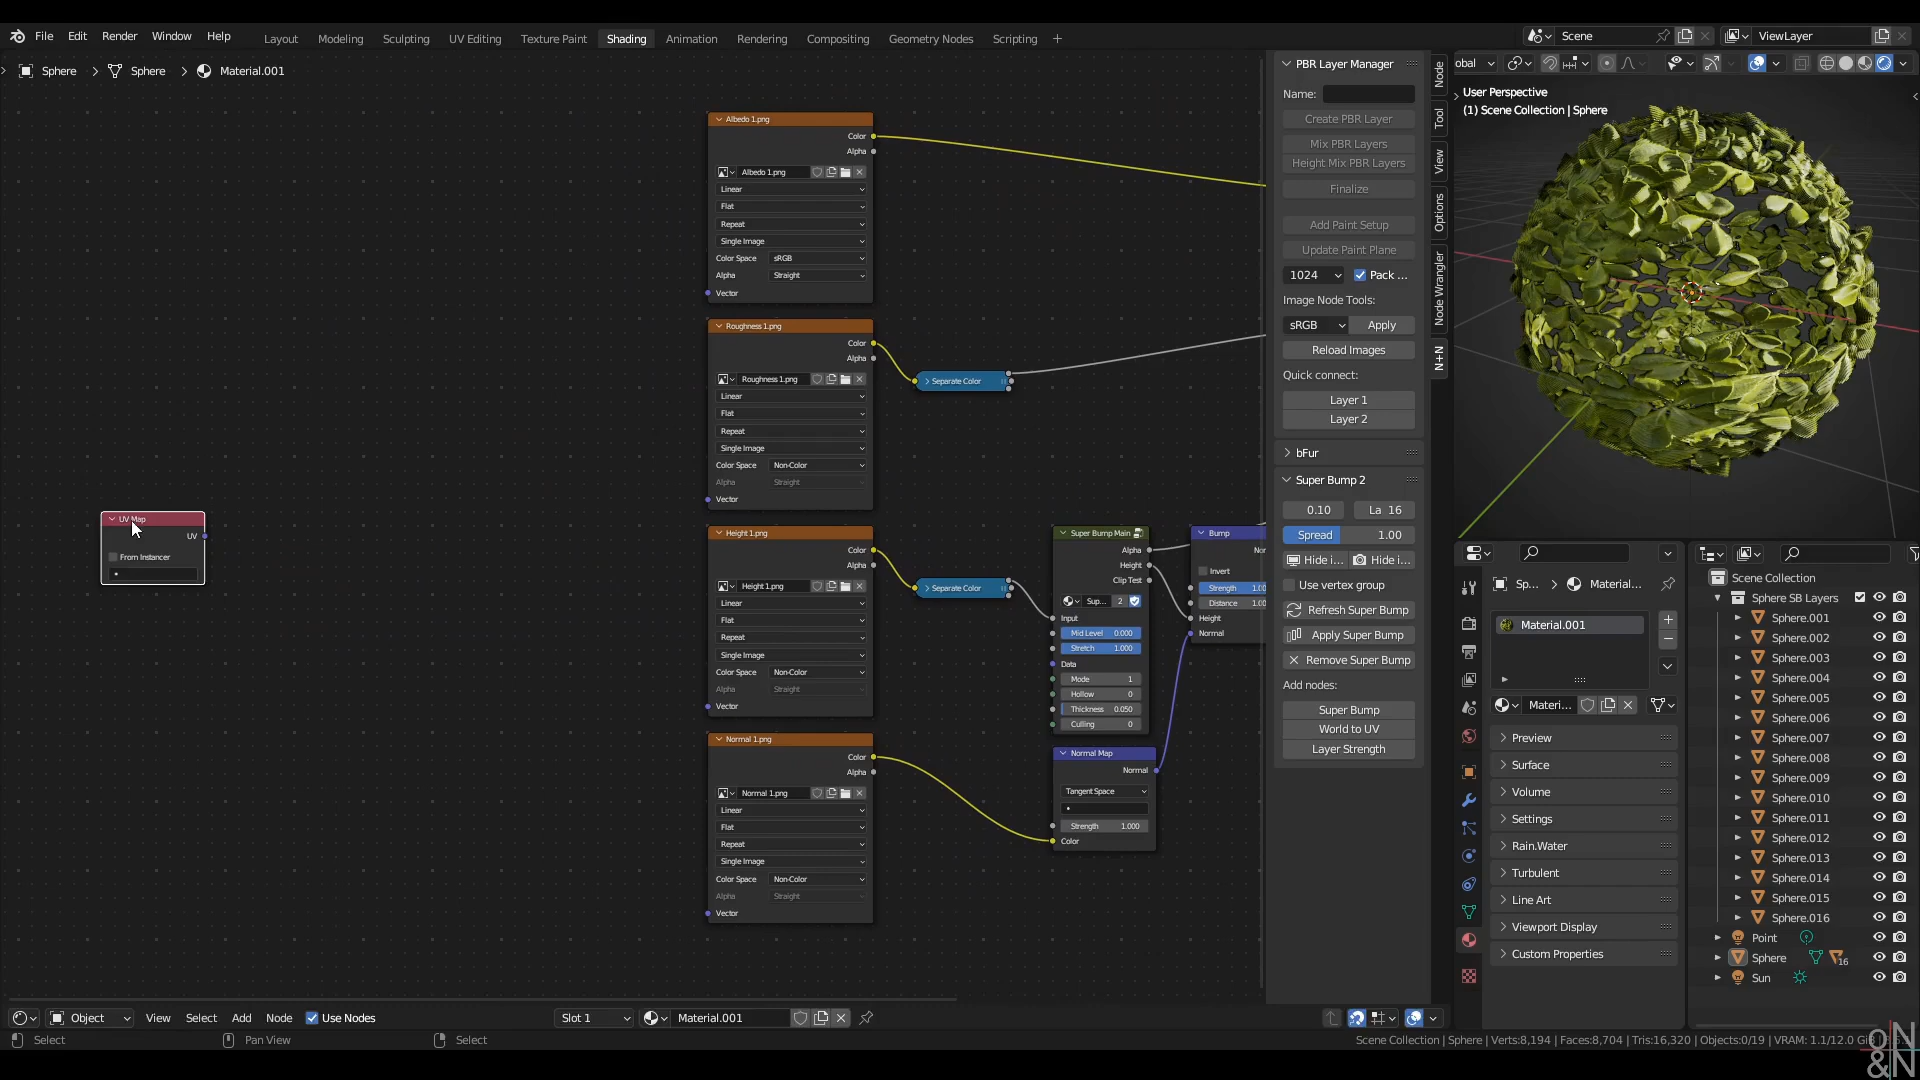 File Edit Render Window Help
Layout Modeling Sculpting UV Editing Texture Paint Shading Animation Rendering Compositing Geometry Nodes Scripting +
Scene
ViewLayer
Sphere > Sphere > Material.001
obal
User Perspective
(1) Scene Collection | Sphere
Albedo 1.png
Color
Alpha
Albedo 1.png
Linear
Flat
Repeat
Single Image
Color Space sRGB
Alpha Straight
Vector
Roughness 1.png
Color
Alpha
Roughness 1.png
Linear
Flat
Repeat
Single Image
Color Space Non-Color
Alpha Straight
Vector
Separate Color
UV Map
UV
From Instancer
Height 1.png
Color
Alpha
Height 1.png
Linear
Flat
Repeat
Single Image
Color Space Non-Color
Alpha Straight
Vector
Separate Color
Normal 1.png
Color
Alpha
Normal 1.png
Linear
Flat
Repeat
Single Image
Color Space Non-Color
Alpha Straight
Vector
Super Bump Main
Alpha
Height
Clip Test
Sup... 2
Input
Mid Level 0.000
Stretch 1.000
Data
Mode 1
Hollow 0
Thickness 0.050
Culling 0
Bump
Nor
Invert
Strength 1.00
Distance 1.00
Height
Normal
Normal Map
Normal
Tangent Space
Strength 1.000
Color
PBR Layer Manager
Name:
Create PBR Layer
Mix PBR Layers
Height Mix PBR Layers
Finalize
Add Paint Setup
Update Paint Plane
1024 Pack ...
Image Node Tools:
sRGB Apply
Reload Images
Quick connect:
Layer 1
Layer 2
bFur
Super Bump 2
0.10 La 16
Spread 1.00
Hide i... Hide i...
Use vertex group
Refresh Super Bump
Apply Super Bump
Remove Super Bump
Add nodes:
Super Bump
World to UV
Layer Strength
Node
Tool
View
Options
Node Wrangler
N+N
Sp... > Material...
Material.001
Materi...
Preview
Surface
Volume
Settings
Rain.Water
Turbulent
Line Art
Viewport Display
Custom Properties
Scene Collection
Sphere SB Layers
Sphere.001
Sphere.002
Sphere.003
Sphere.004
Sphere.005
Sphere.006
Sphere.007
Sphere.008
Sphere.009
Sphere.010
Sphere.011
Sphere.012
Sphere.013
Sphere.014
Sphere.015
Sphere.016
Point
Sphere 16
Sun
Object View Select Add Node Use Nodes
Slot 1
Material.001
Select
Pan View
Select
Scene Collection | Sphere | Verts:8,194 | Faces:8,704 | Tris:16,320 | Objects:0/19 | VRAM: 1.1/12.0 Gi
N
&N